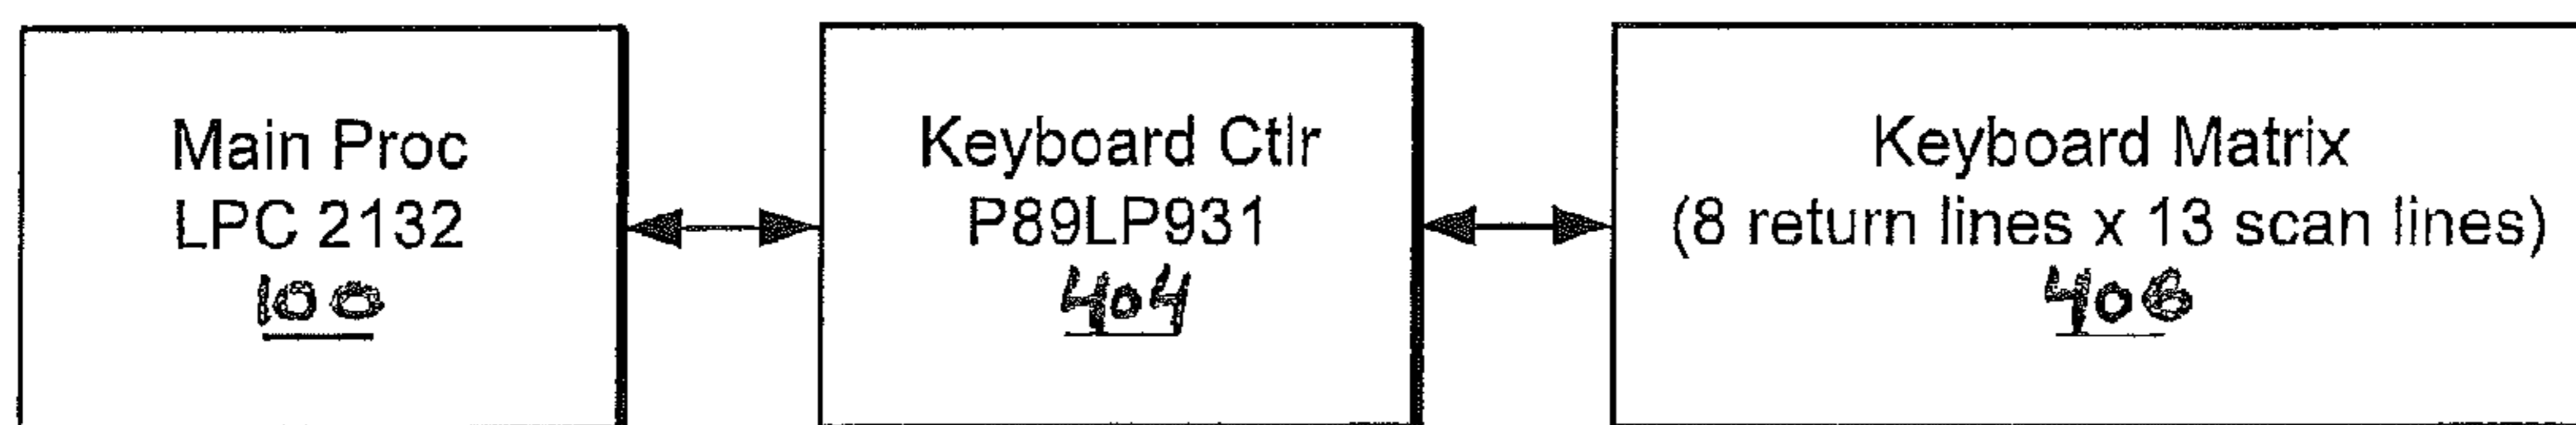 Main Proc
LPC 2132
100
Keyboard Ctlr
P89LP931
404
Keyboard Matrix
(8 return lines x 13 scan lines)
406